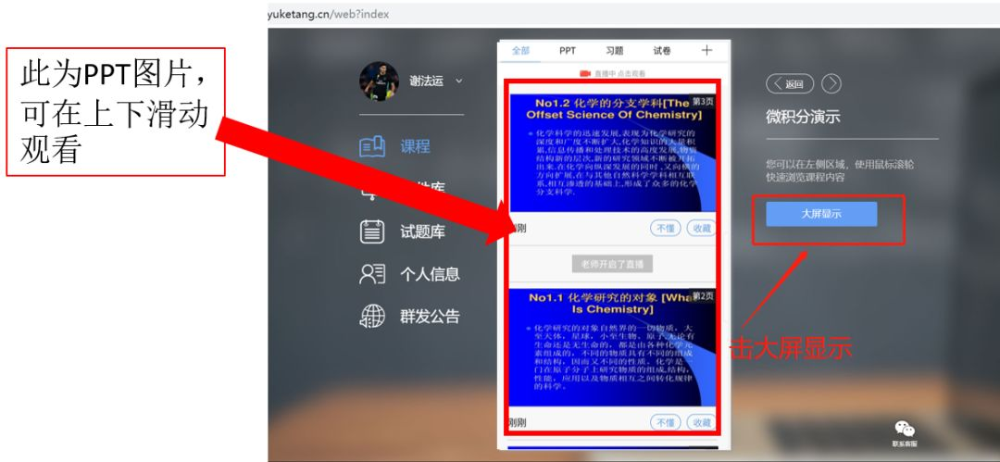 yuketang.cn/web?index
此为PPT图片，
可在上下滑动
观看
谢法运
课程
试题库
个人信息
群发公告
全部 PPT 习题 试卷
直播中 点击观看
第3页
No1.2 化学的分支学科[The
Offset Science Of Chemistry]
化学科学的迅速发展,表现为化学研究的
深度和广度不断扩大,化学知识的大量积
累,信息传播和处理技术的高度发展,物质
结构新的层次,新的研究领域不断被开拓
出来.在化学向纵深发展的同时,又向横的
方向扩展,在与其他自然科学学科相互联
系,相互渗透的基础上,形成了众多的化学
分支科学.
刚刚 不懂 收藏
老师开启了直播
第2页
No1.1 化学研究的对象 [What
Is Chemistry]
化学研究的对象自然界的一切物质，大
至天体，星球，小至生物，原子,无论有
生命还是无生命的，都是由各种化学元
素组成的，不同的物质具有不同的组成
和结构，因而又不同的性质。化学是一
门在原子分子上研究物质的组成,结构，
性能，应用以及物质相互之间转化规律
的科学。
刚刚 不懂 收藏
返回
微积分演示
您可以在左侧区域，使用鼠标滚轮
快速浏览课程内容
大屏显示
击大屏显示
联系客服